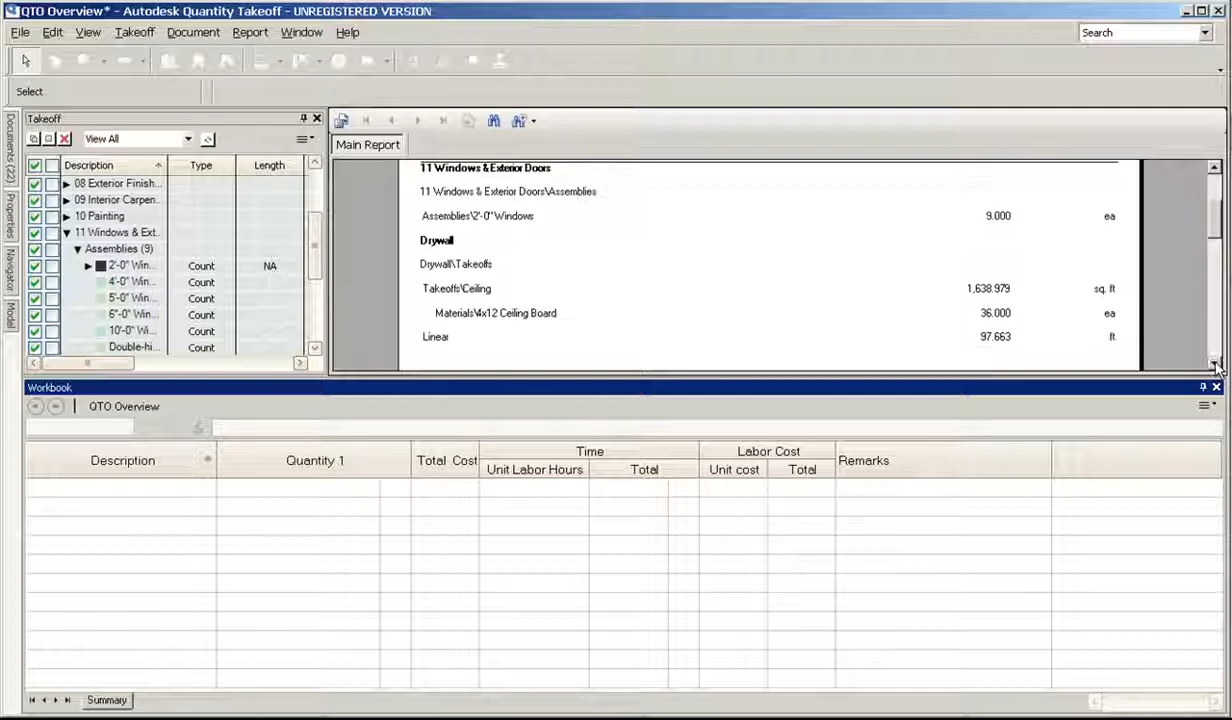 QTO Overview* - Autodesk Quantity Takeoff - UNREGISTERED VERSION
File Edit View Takeoff Document Report Window Help Search
Select
Documents (22)
Properties
Navigator
Model
Takeoff
View All
Description Type Length
08 Exterior Finish...
09 Interior Carpen...
10 Painting
11 Windows & Ext...
Assemblies (9)
2'-0" Win... Count NA
4'-0" Win... Count
5'-0" Win... Count
6'-0" Win... Count
10'-0" Wi... Count
Double-hi... Count
Main Report
11 Windows & Exterior Doors
11 Windows & Exterior Doors\Assemblies
Assemblies\2'-0" Windows 9.000 ea
Drywall
Drywall\Takeoffs
Takeoffs\Ceiling 1,638.979 sq. ft
Materials\4x12 Ceiling Board 36.000 ea
Linear 97.663 ft
Workbook
QTO Overview
Description Quantity 1 Total Cost Time Labor Cost Remarks
Unit Labor Hours Total Unit cost Total
Summary